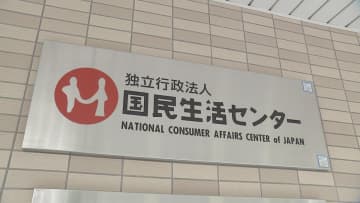 独立行政法人
国民生活センター
NATIONAL CONSUMER AFFAIRS CENTER of JAPAN